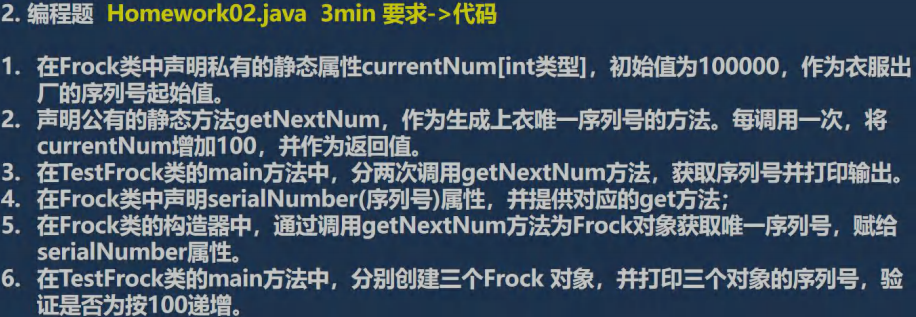 2. 编程题 Homework02.java 3min 要求->代码
1. 在Frock类中声明私有的静态属性currentNum[int类型]，初始值为100000，作为衣服出
厂的序列号起始值。
2. 声明公有的静态方法getNextNum，作为生成上衣唯一序列号的方法。每调用一次，将
currentNum增加100，并作为返回值。
3. 在TestFrock类的main方法中，分两次调用getNextNum方法，获取序列号并打印输出。
4. 在Frock类中声明serialNumber(序列号)属性，并提供对应的get方法；
5. 在Frock类的构造器中，通过调用getNextNum方法为Frock对象获取唯一序列号，赋给
serialNumber属性。
6. 在TestFrock类的main方法中，分别创建三个Frock 对象，并打印三个对象的序列号，验
证是否为按100递增。